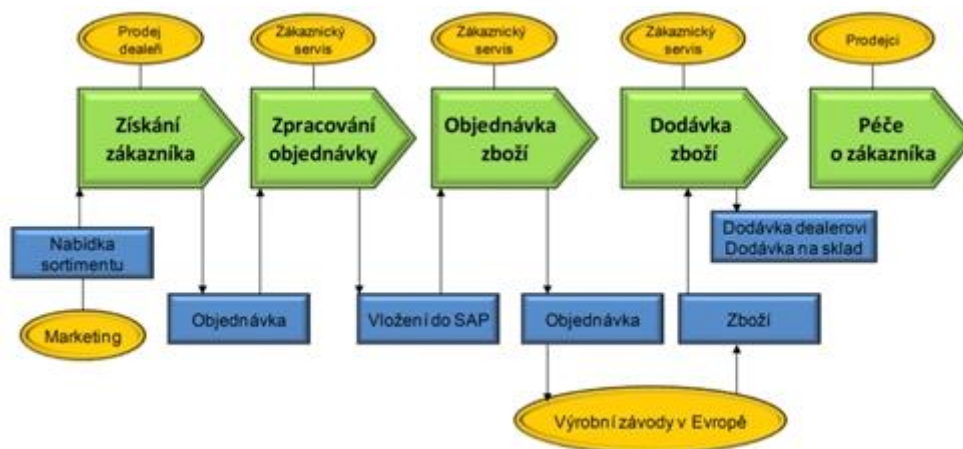 Prodej
dealeři
Zákaznický
servis
Zákaznický
servis
Zákaznický
servis
Prodejci
Získání
zákazníka
Zpracování
objednávky
Objednávka
zboží
Dodávka
zboží
Péče
o zákazníka
Nabídka
sortimentu
Dodávka dealerovi
Dodávka na sklad
Marketing
Objednávka
Vložení do SAP
Objednávka
Zboží
Výrobní závody v Evropě